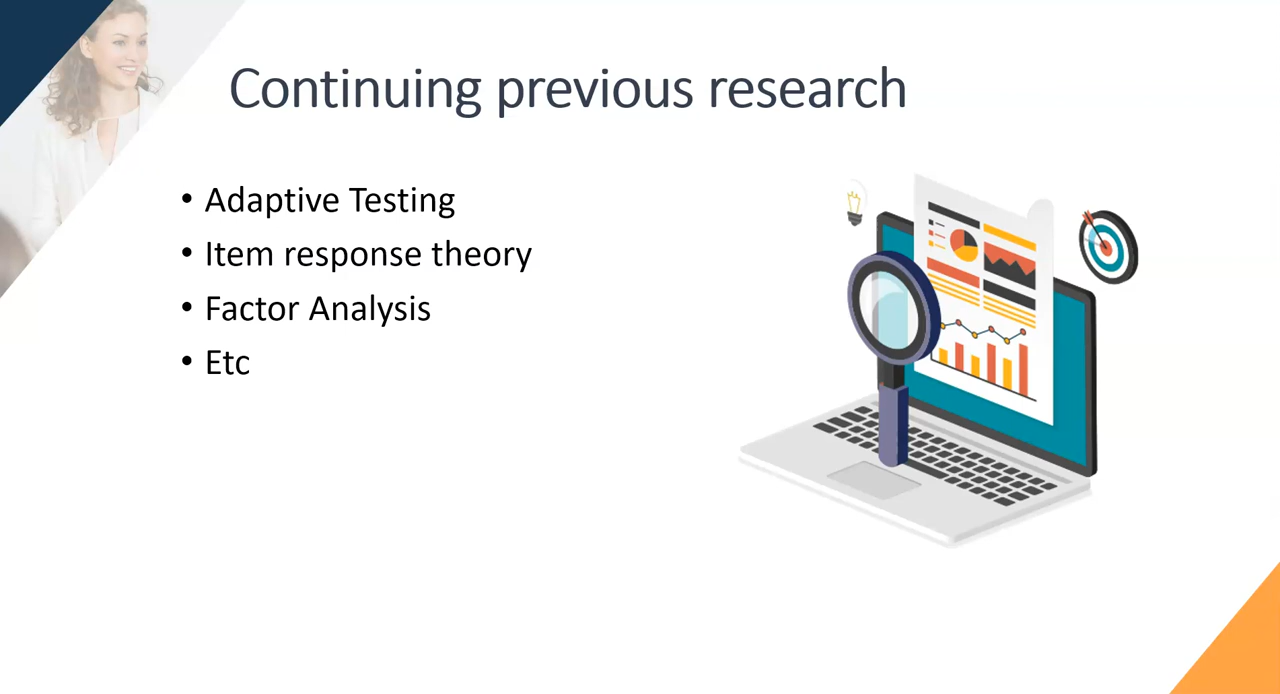 Continuing previous research
• Adaptive Testing
• Item response theory
• Factor Analysis
• Etc